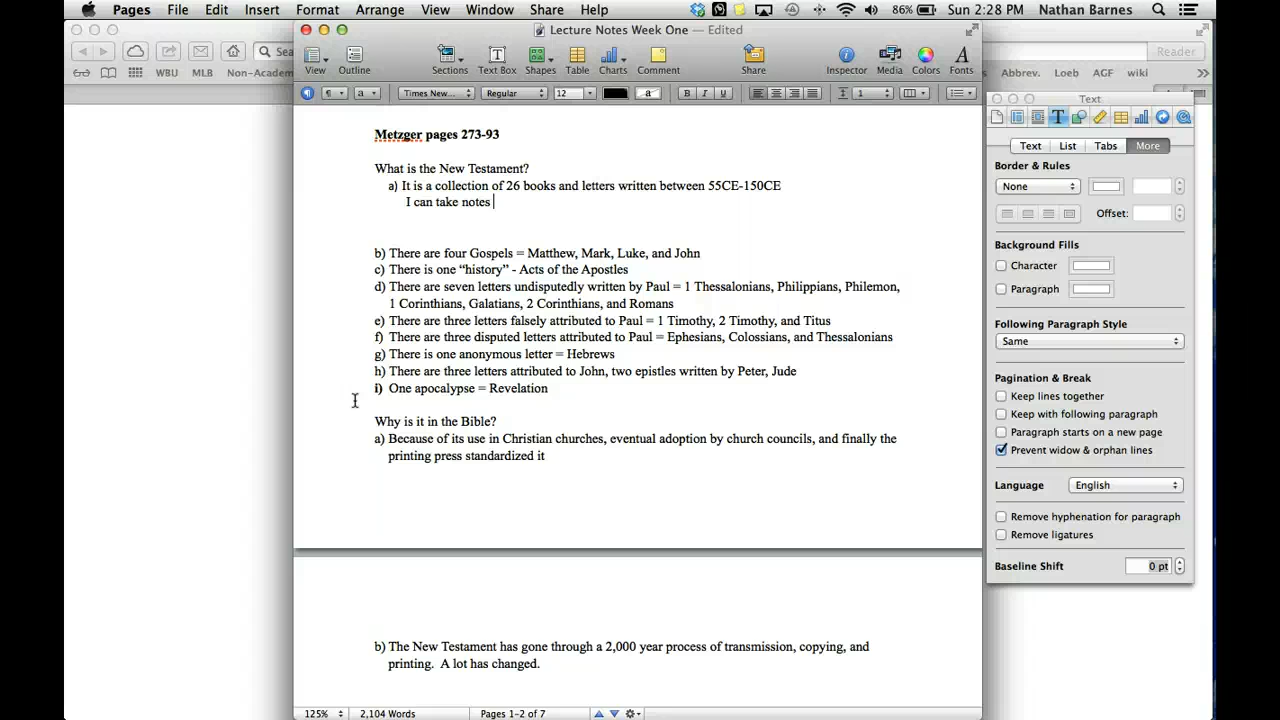 Pages File Edit Insert Format Arrange View Window Share Help 86% Sun 2:28 PM Nathan Barnes
Lecture Notes Week One — Edited
Sea Reader
View Outline Sections Text Box Shapes Table Charts Comment Share Inspector Media Colors Fonts
WBU MLB Non-Academ Abbrev. Loeb AGF wiki
a Times New... Regular 12 a B I U 1
Text
Text List Tabs More
Metzger pages 273-93
What is the New Testament?
a) It is a collection of 26 books and letters written between 55CE-150CE
I can take notes
b) There are four Gospels = Matthew, Mark, Luke, and John
c) There is one “history” - Acts of the Apostles
d) There are seven letters undisputedly written by Paul = 1 Thessalonians, Philippians, Philemon,
1 Corinthians, Galatians, 2 Corinthians, and Romans
e) There are three letters falsely attributed to Paul = 1 Timothy, 2 Timothy, and Titus
f) There are three disputed letters attributed to Paul = Ephesians, Colossians, and Thessalonians
g) There is one anonymous letter = Hebrews
h) There are three letters attributed to John, two epistles written by Peter, Jude
i) One apocalypse = Revelation
Why is it in the Bible?
a) Because of its use in Christian churches, eventual adoption by church councils, and finally the
printing press standardized it
b) The New Testament has gone through a 2,000 year process of transmission, copying, and
printing. A lot has changed.
Border & Rules
None
Offset:
Background Fills
Character
Paragraph
Following Paragraph Style
Same
Pagination & Break
Keep lines together
Keep with following paragraph
Paragraph starts on a new page
Prevent widow & orphan lines
Language English
Remove hyphenation for paragraph
Remove ligatures
Baseline Shift 0 pt
125% 2,104 Words Pages 1-2 of 7